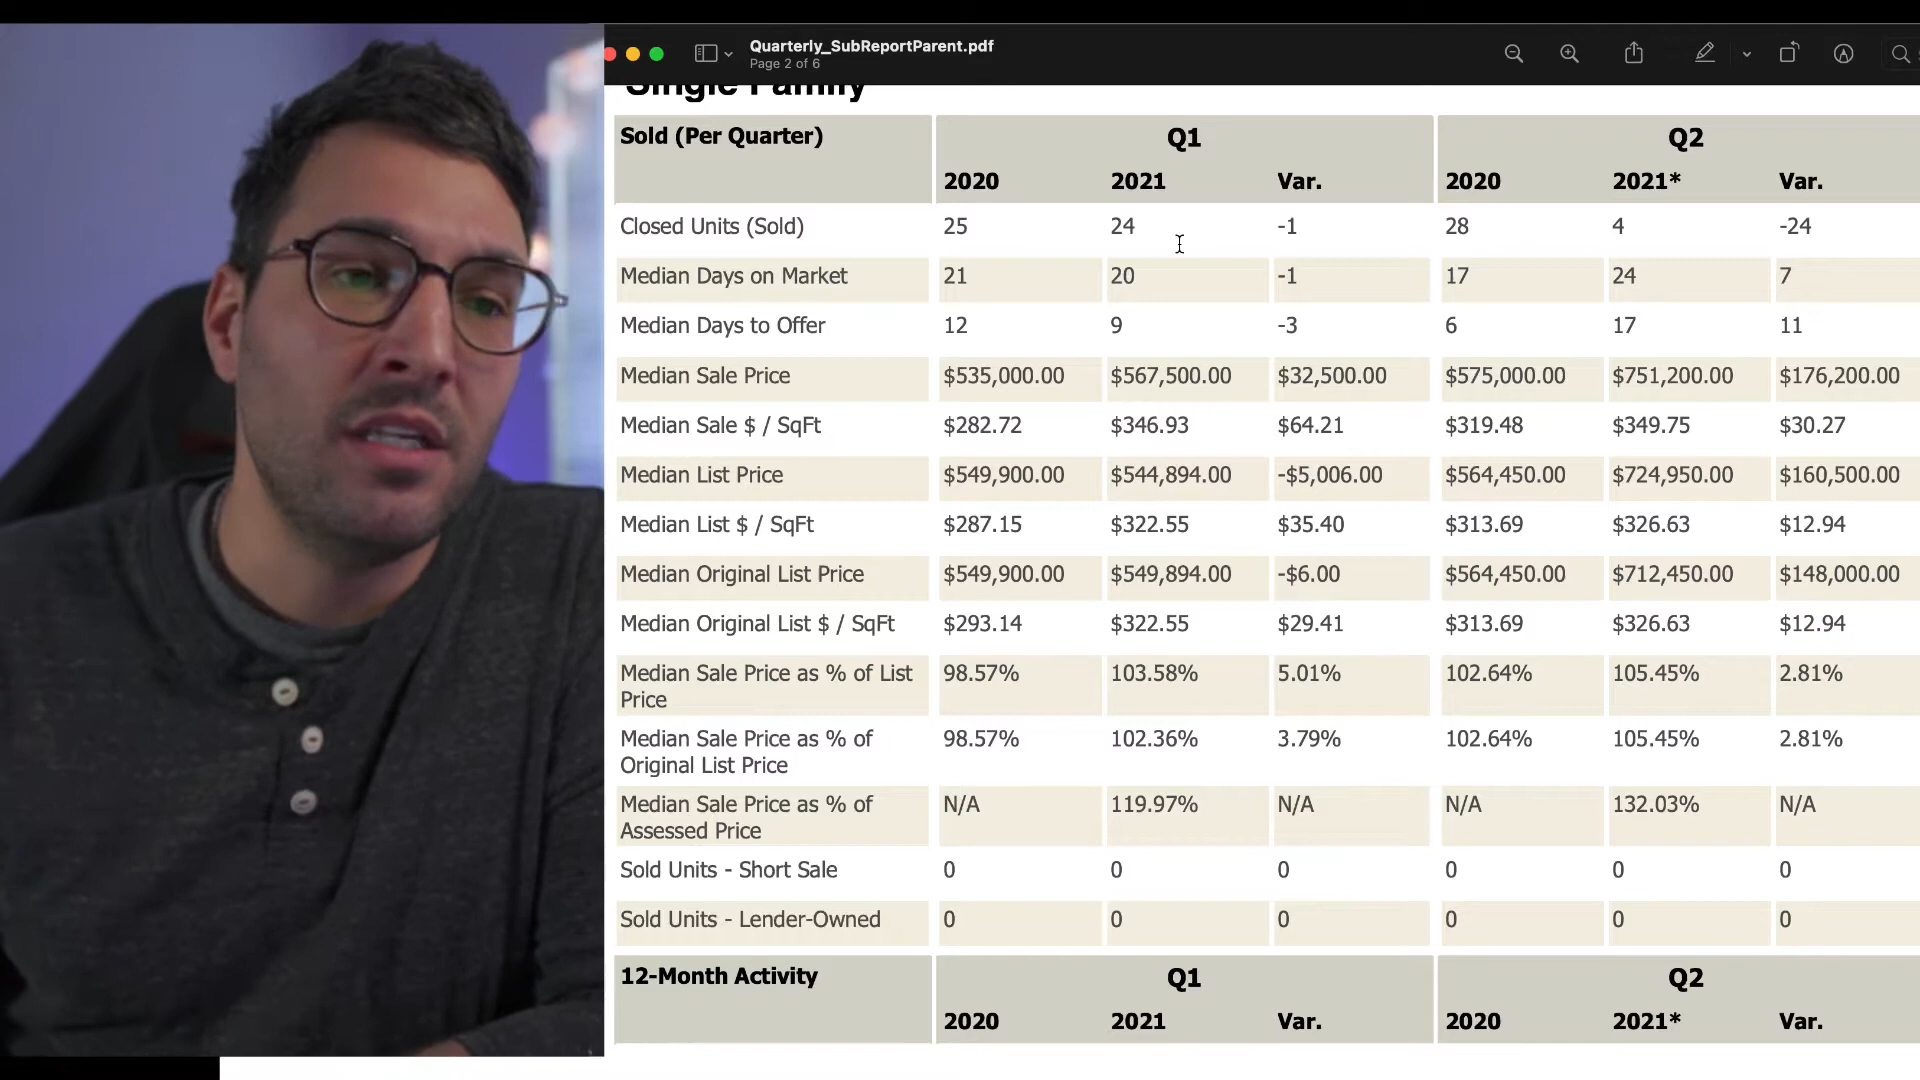 Quarterly_SubReportParent.pdf
Page 2 of 6
Single Family
Sold (Per Quarter) Q1 Q2
2020 2021 Var. 2020 2021* Var.
Closed Units (Sold) 25 24 -1 28 4 -24
Median Days on Market 21 20 -1 17 24 7
Median Days to Offer 12 9 -3 6 17 11
Median Sale Price $535,000.00 $567,500.00 $32,500.00 $575,000.00 $751,200.00 $176,200.00
Median Sale $ / SqFt $282.72 $346.93 $64.21 $319.48 $349.75 $30.27
Median List Price $549,900.00 $544,894.00 -$5,006.00 $564,450.00 $724,950.00 $160,500.00
Median List $ / SqFt $287.15 $322.55 $35.40 $313.69 $326.63 $12.94
Median Original List Price $549,900.00 $549,894.00 -$6.00 $564,450.00 $712,450.00 $148,000.00
Median Original List $ / SqFt $293.14 $322.55 $29.41 $313.69 $326.63 $12.94
Median Sale Price as % of List 98.57% 103.58% 5.01% 102.64% 105.45% 2.81%
Price
Median Sale Price as % of 98.57% 102.36% 3.79% 102.64% 105.45% 2.81%
Original List Price
Median Sale Price as % of N/A 119.97% N/A N/A 132.03% N/A
Assessed Price
Sold Units - Short Sale 0 0 0 0 0 0
Sold Units - Lender-Owned 0 0 0 0 0 0
12-Month Activity Q1 Q2
2020 2021 Var. 2020 2021* Var.